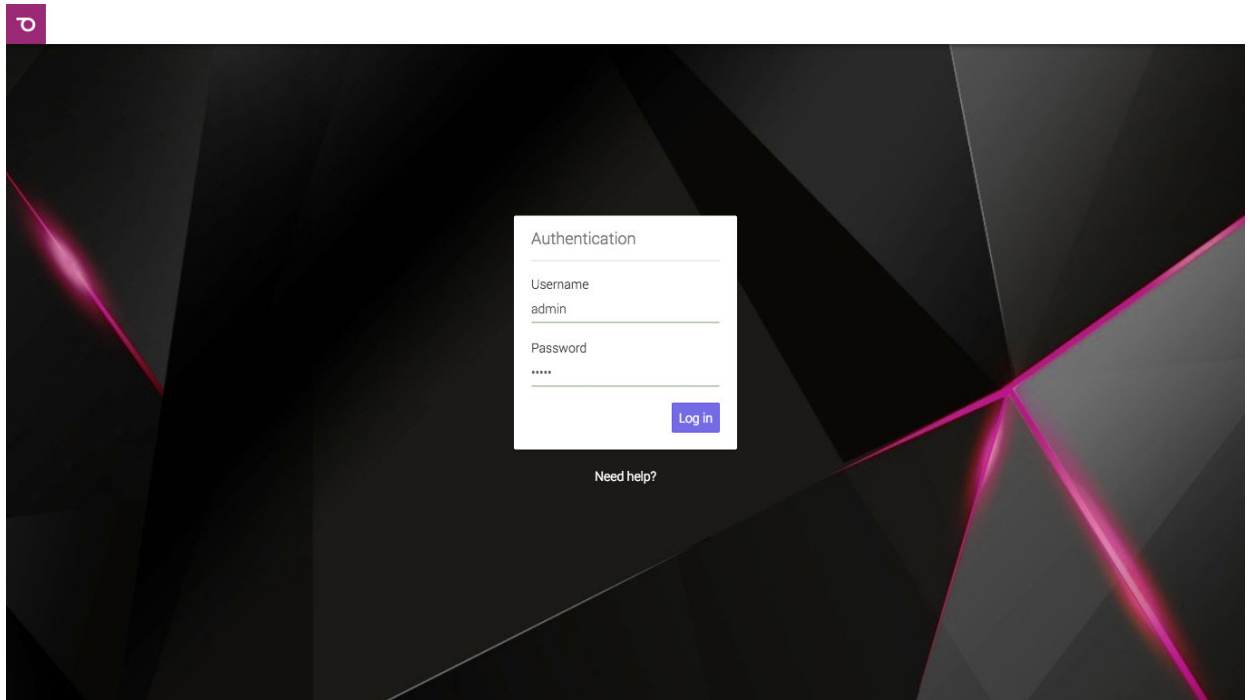 Authentication
Username
admin
Password
•••••
Log in
Need help?